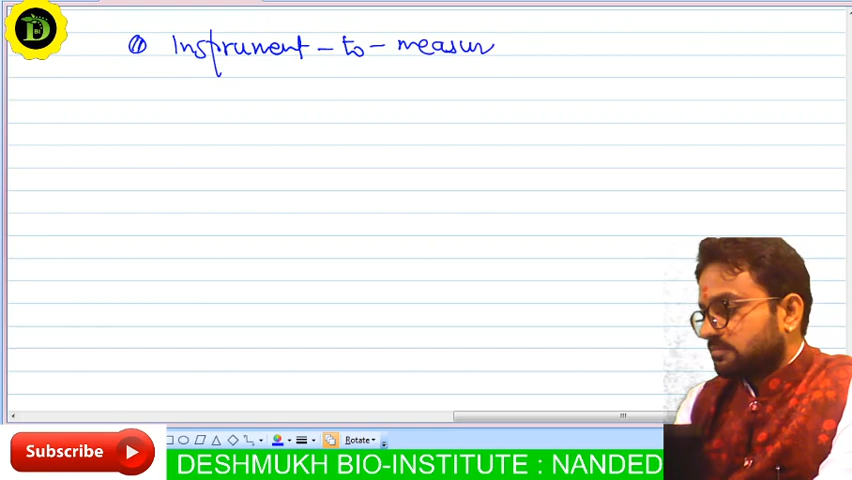 Instrument - to - measur
Rotate
Subscribe
DESHMUKH BIO-INSTITUTE : NANDED